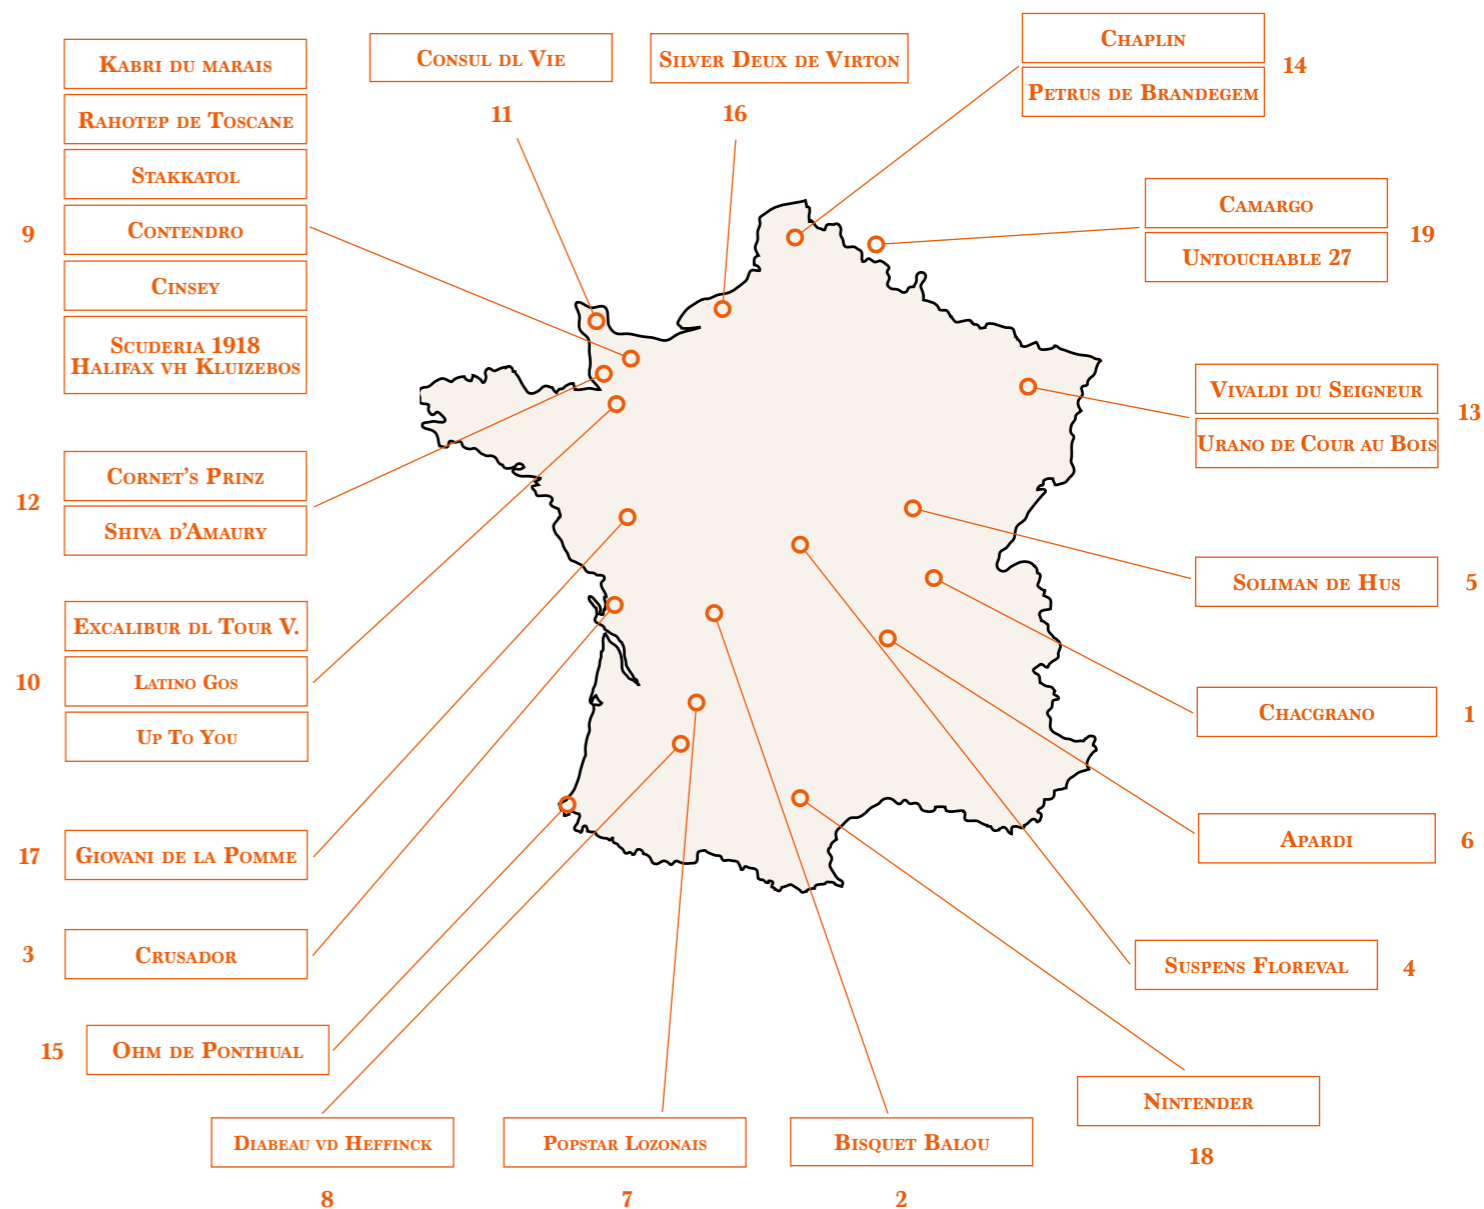 Kabri du marais
Rahotep de Toscane
Stakkatol
Contendro
Cinsey
Scuderia 1918
Halifax vh Kluizebos
9
Consul dl Vie
11
Silver Deux de Virton
16
Chaplin
Petrus de Brandegem
14
Camargo
Untouchable 27
19
Vivaldi du Seigneur
Urano de Cour au Bois
13
Cornet's Prinz
Shiva d'Amaury
12
Soliman de Hus
5
Excalibur dl Tour V.
Latino Gos
Up To You
10
Chacgrano
1
Giovani de la Pomme
17
Apardi
6
Crusador
3
Suspens Floreval
4
Ohm de Ponthual
15
Nintender
18
Diabeau vd Heffinck
8
Popstar Lozonais
7
Bisquet Balou
2